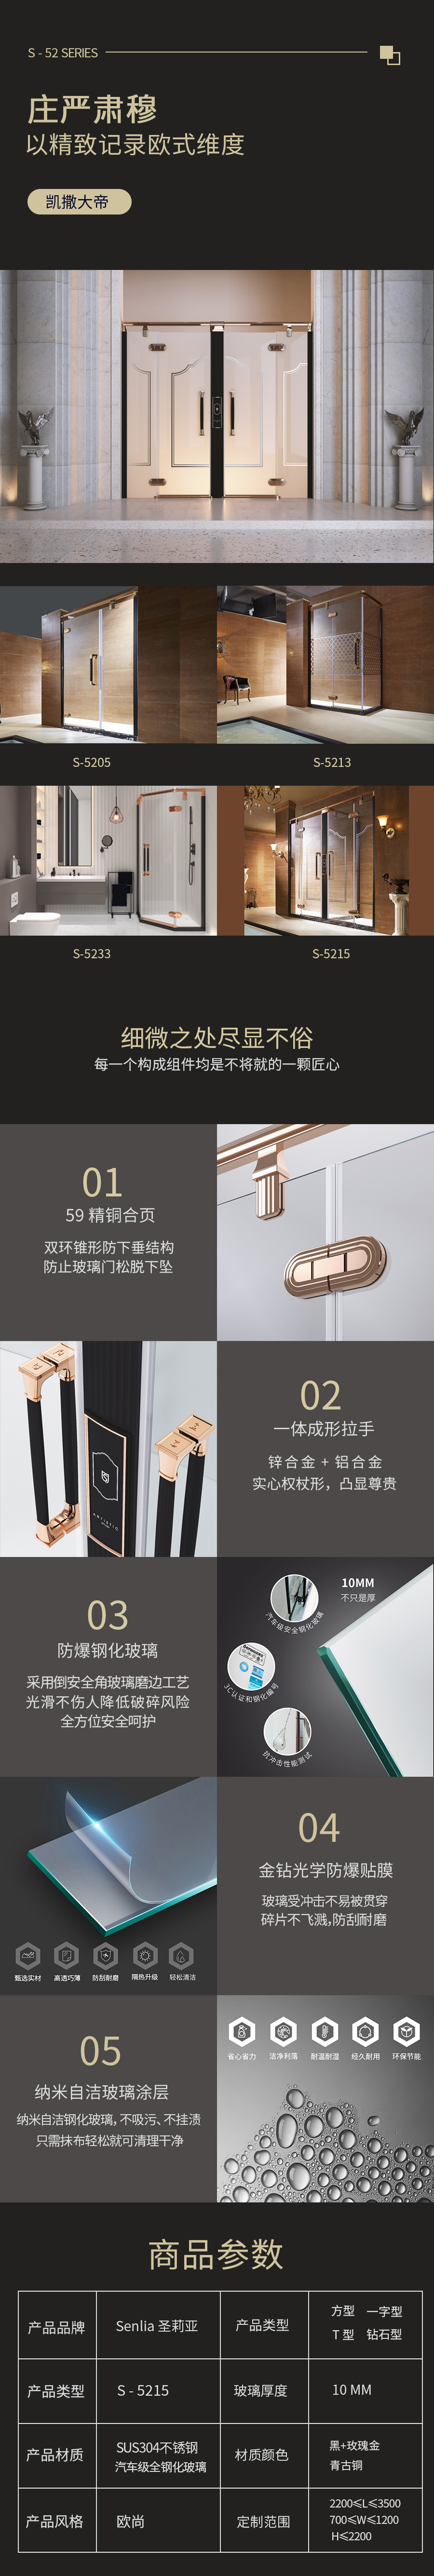 S - 52 SERIES
庄严肃穆
以精致记录欧式维度
凯撒大帝
S-5205
S-5213
S-5233
S-5215
细微之处尽显不俗
每一个构成组件均是不将就的一颗匠心
01
59 精铜合页
双环锥形防下垂结构
防止玻璃门松脱下坠
02
一体成形拉手
锌合金 + 铝合金
实心权杖形，凸显尊贵
03
防爆钢化玻璃
采用倒安全角玻璃磨边工艺
光滑不伤人降低破碎风险
全方位安全呵护
10MM
不只是厚
汽车级安全钢化玻璃
3C认证和钢化编号
抗冲击性能测试
04
金钻光学防爆贴膜
玻璃受冲击不易被贯穿
碎片不飞溅,防刮耐磨
甄选实材 高透巧薄 防刮耐磨 隔热升级 轻松清洁
05
纳米自洁玻璃涂层
纳米自洁钢化玻璃，不吸污、不挂渍
只需抹布轻松就可清理干净
省心省力 洁净利落 耐温耐湿 经久耐用 环保节能
商品参数
产品品牌 Senlia 圣莉亚 产品类型 方型 一字型
T 型 钻石型
产品类型 S - 5215 玻璃厚度 10 MM
产品材质 SUS304不锈钢
汽车级全钢化玻璃 材质颜色 黑+玫瑰金
青古铜
产品风格 欧尚 定制范围 2200≤L≤3500
700≤W≤1200
H≤2200